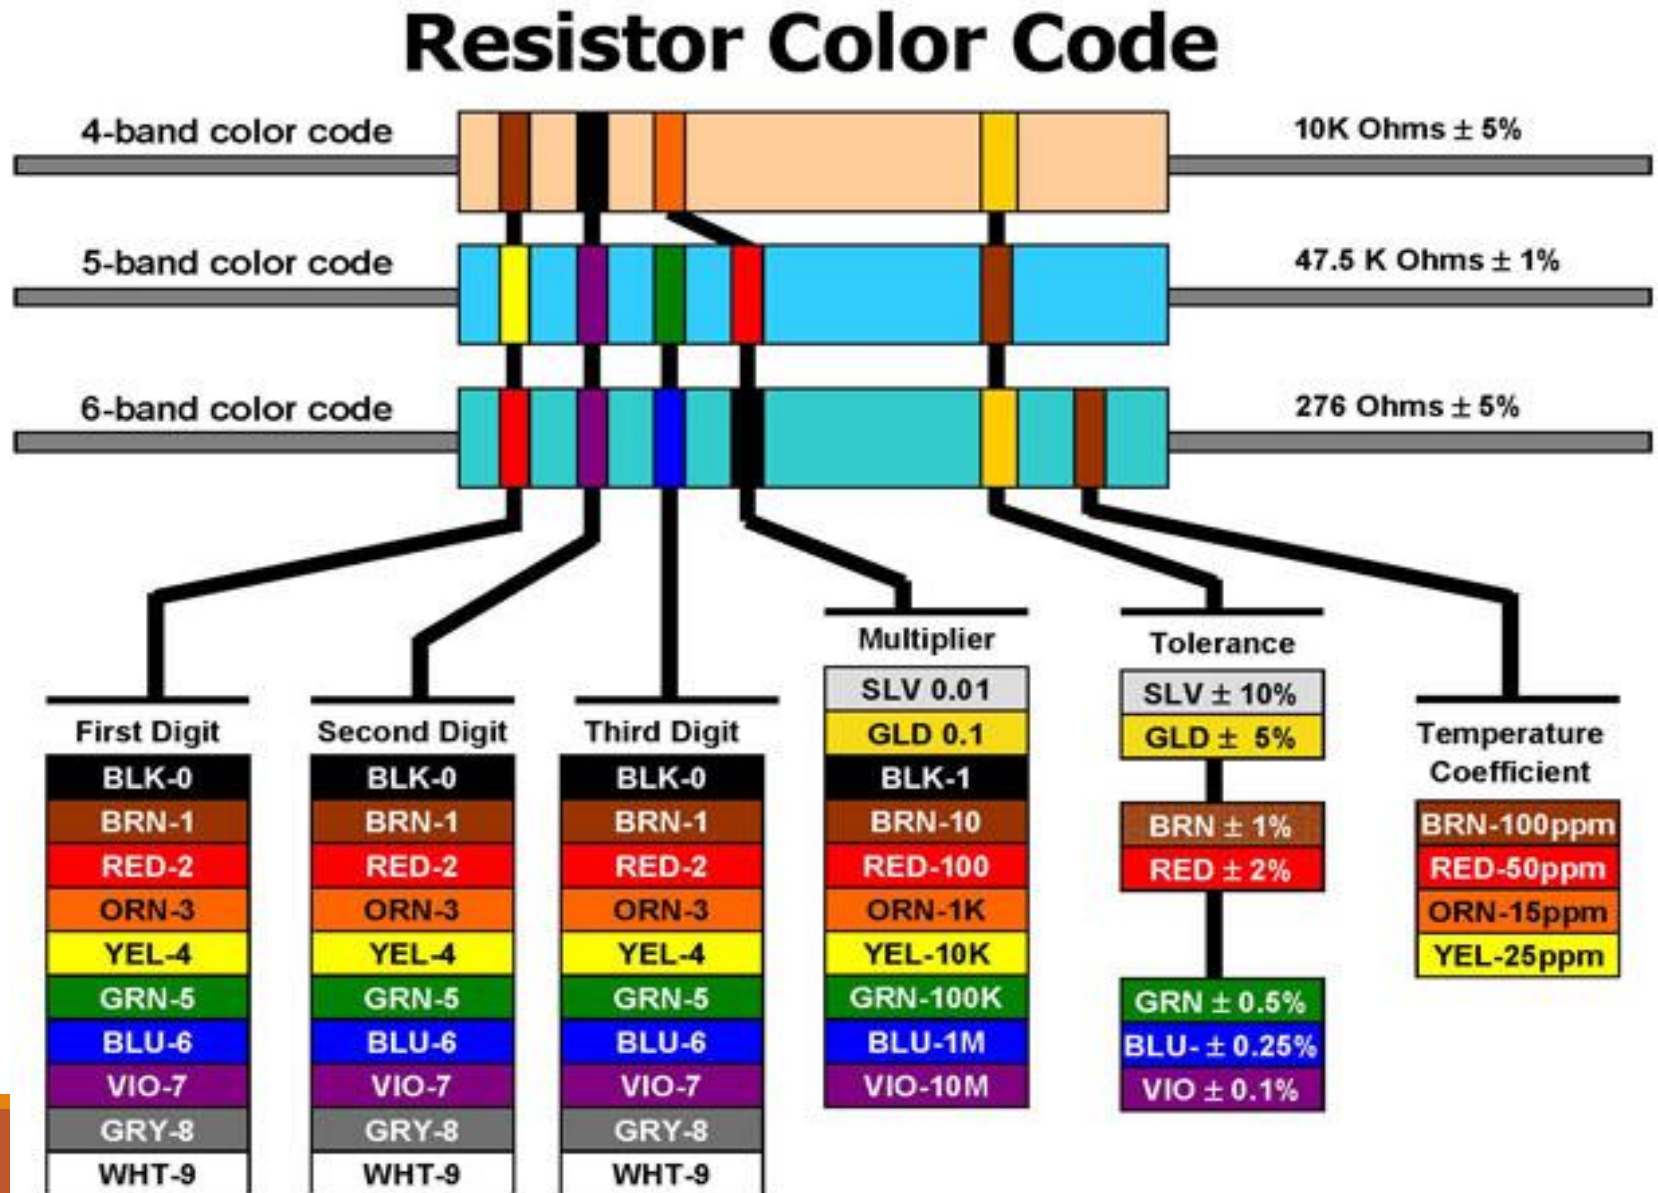 Resistor Color Code
4-band color code
10K Ohms ± 5%
5-band color code
47.5 K Ohms ± 1%
6-band color code
276 Ohms ± 5%
First Digit
BLK-0
BRN-1
RED-2
ORN-3
YEL-4
GRN-5
BLU-6
VIO-7
GRY-8
WHT-9
Second Digit
BLK-0
BRN-1
RED-2
ORN-3
YEL-4
GRN-5
BLU-6
VIO-7
GRY-8
WHT-9
Third Digit
BLK-0
BRN-1
RED-2
ORN-3
YEL-4
GRN-5
BLU-6
VIO-7
GRY-8
WHT-9
Multiplier
SLV 0.01
GLD 0.1
BLK-1
BRN-10
RED-100
ORN-1K
YEL-10K
GRN-100K
BLU-1M
VIO-10M
Tolerance
SLV ± 10%
GLD ± 5%
BRN ± 1%
RED ± 2%
GRN ± 0.5%
BLU- ± 0.25%
VIO ± 0.1%
Temperature
Coefficient
BRN-100ppm
RED-50ppm
ORN-15ppm
YEL-25ppm